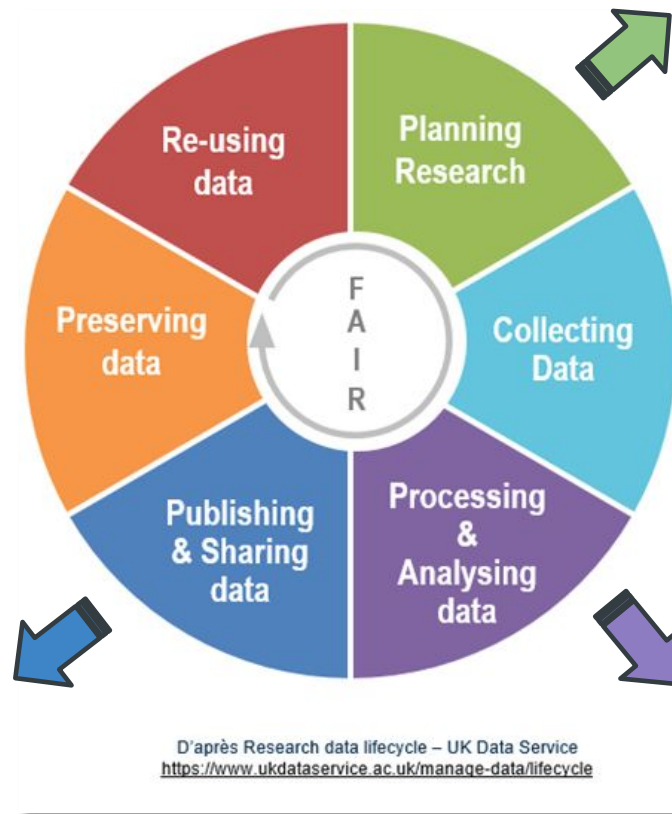 Re-using
data
Planning
Research
Preserving
data
F
A
I
R
Collecting
Data
Publishing
& Sharing
data
Processing
&
Analysing
data
D'après Research data lifecycle – UK Data Service
https://www.ukdataservice.ac.uk/manage-data/lifecycle